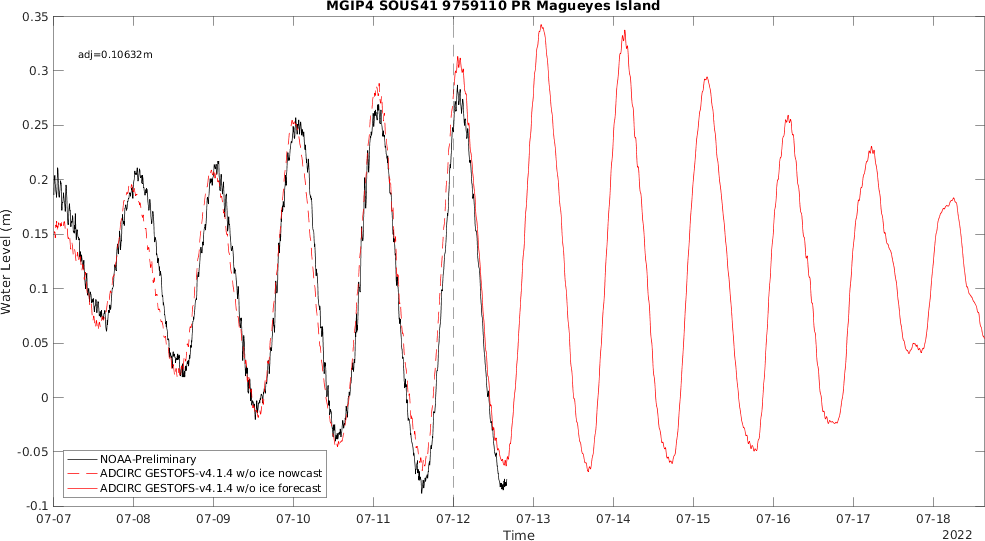 MGIP4 SOUS41 9759110 PR Magueyes Island
adj=0.10632m
Water Level (m)
0.35
0.3
0.25
0.2
0.15
0.1
0.05
0
-0.05
-0.1
NOAA-Preliminary
ADCIRC GESTOFS-v4.1.4 w/o ice nowcast
ADCIRC GESTOFS-v4.1.4 w/o ice forecast
07-07 07-08 07-09 07-10 07-11 07-12 07-13 07-14 07-15 07-16 07-17 07-18
Time
2022